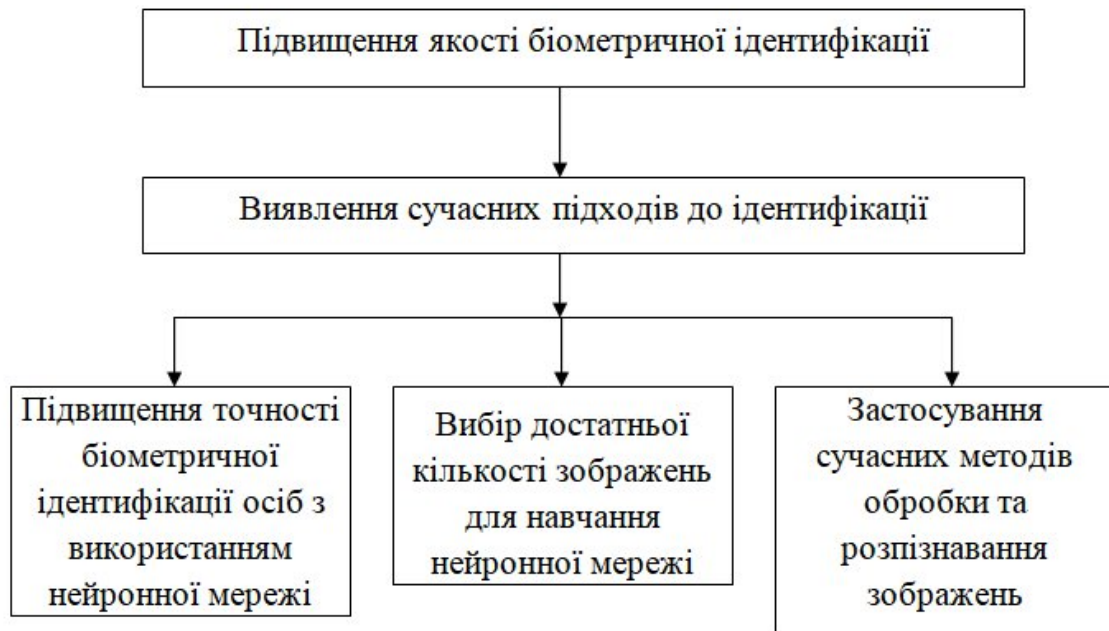 Підвищення якості біометричної ідентифікації
Виявлення сучасних підходів до ідентифікації
Підвищення точності
біометричної
ідентифікації осіб з
використанням
нейронної мережі
Вибір достатньої
кількості зображень
для навчання
нейронної мережі
Застосування
сучасних методів
обробки та
розпізнавання
зображень